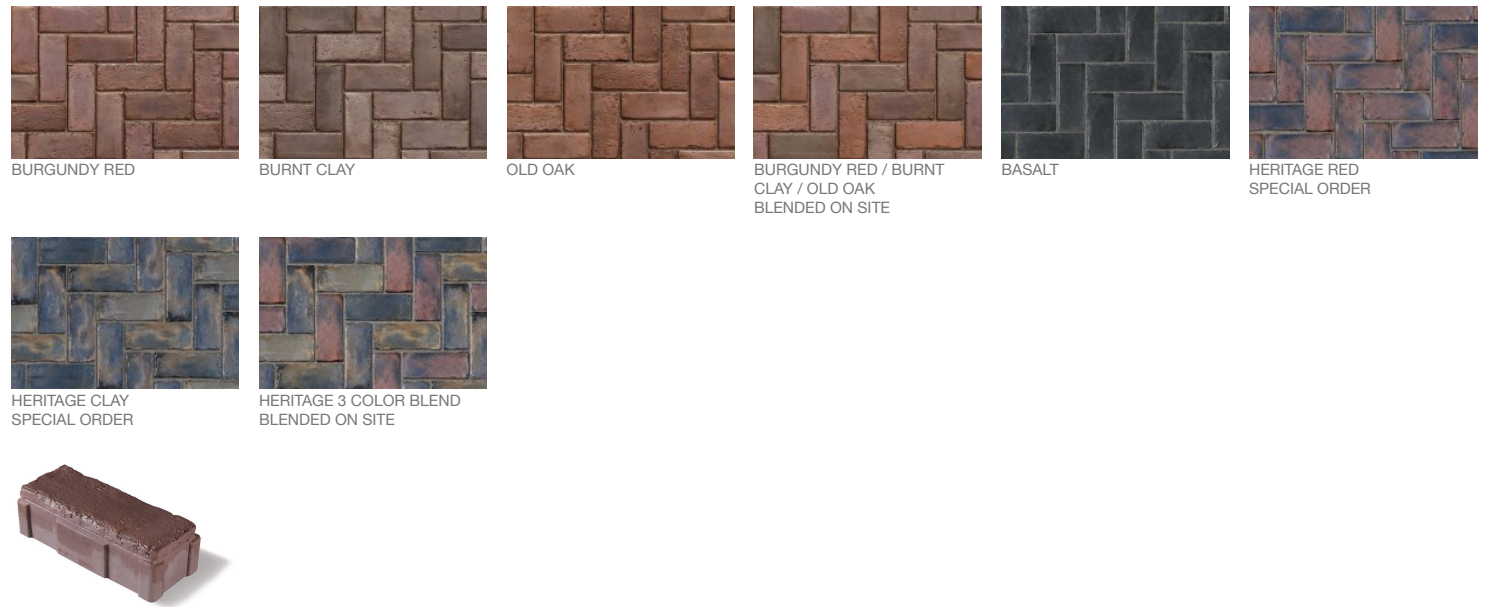 BURGUNDY RED
BURNT CLAY
OLD OAK
BURGUNDY RED / BURNT
CLAY / OLD OAK
BLENDED ON SITE
BASALT
HERITAGE RED
SPECIAL ORDER
HERITAGE CLAY
SPECIAL ORDER
HERITAGE 3 COLOR BLEND
BLENDED ON SITE